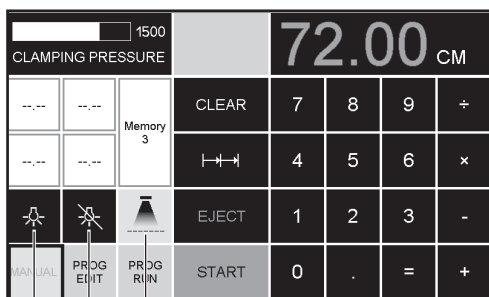 1500
CLAMPING PRESSURE
72.00 CM
--.-- --.-- Memory 3 CLEAR 7 8 9 ÷
--.-- --.-- 4 5 6 ×
EJECT 1 2 3 -
MANUAL PROG EDIT PROG RUN START 0 . = +